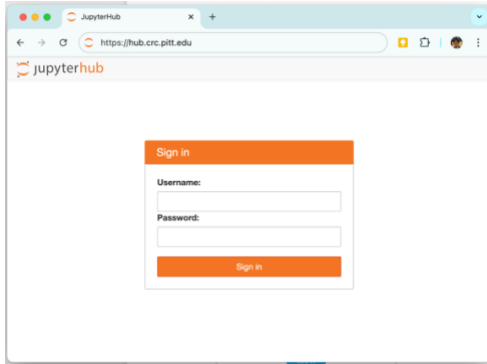 JupyterHub
https://hub.crc.pitt.edu
jupyterhub
Sign in
Username:
Password:
Sign in